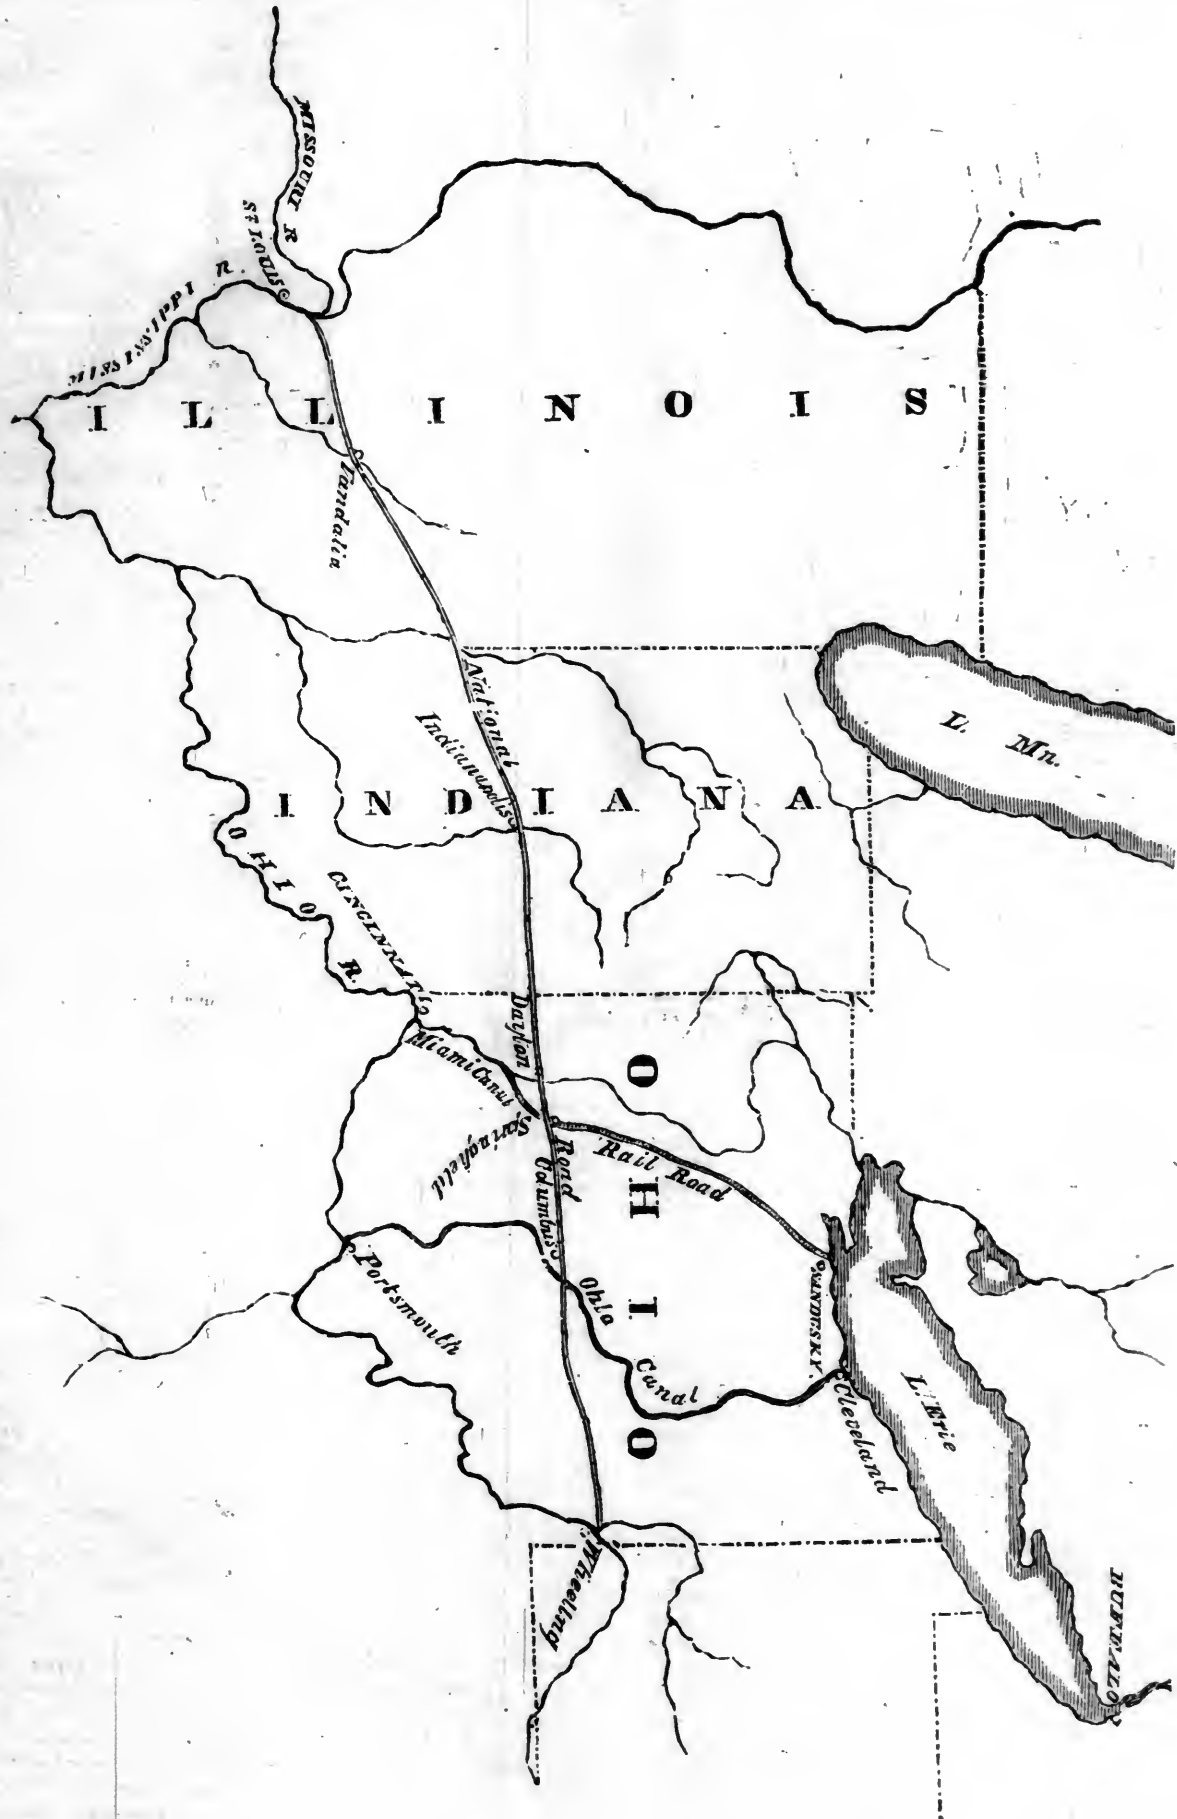 MISSOURI R
ST LOUIS
MISSISSIPPI R.
ILLINOIS
Vandalia
L. Mn.
National
Indianapolis
INDIANA
OHIO R.
CINCINNATI
Dayton
Miami Canal
Springfield
Road
Columbus
Rail Road
OHIO
Ohio
Canal
Portsmouth
SANDUSKY
Cleveland
L. Erie
Wheeling
BUFFALO